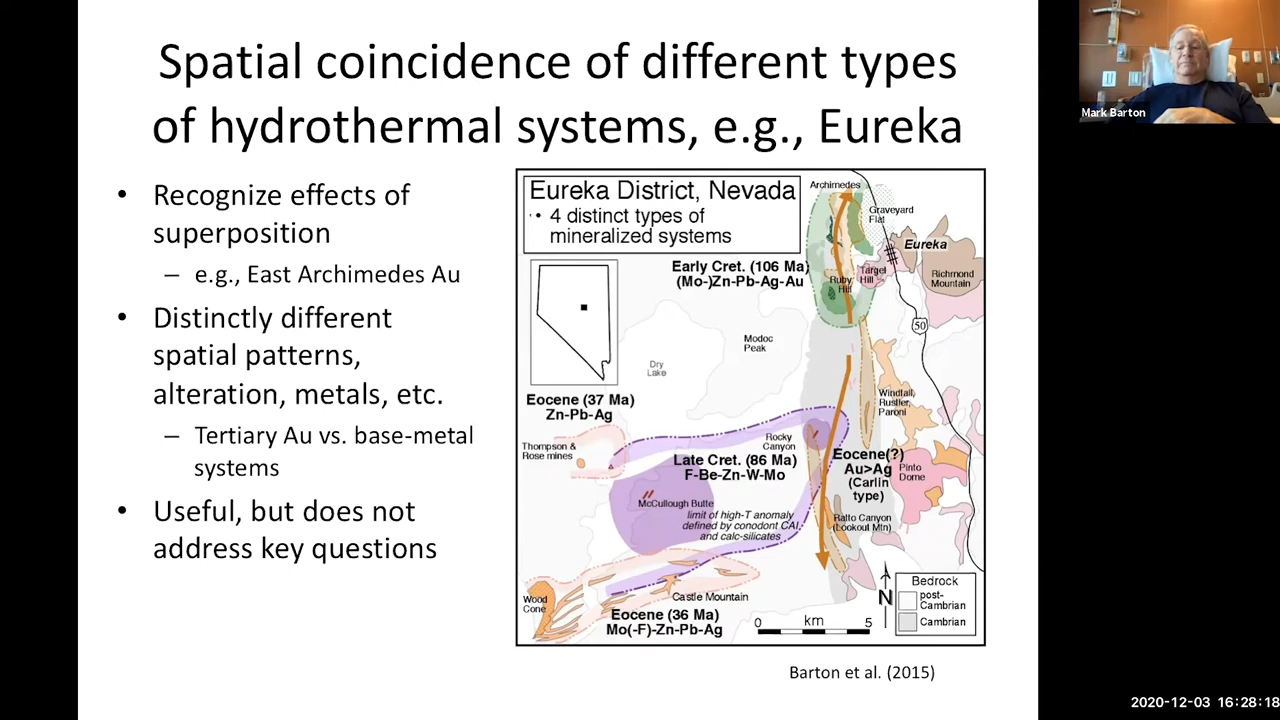 Spatial coincidence of different types
of hydrothermal systems, e.g., Eureka
• Recognize effects of
superposition
– e.g., East Archimedes Au
• Distinctly different
spatial patterns,
alteration, metals, etc.
– Tertiary Au vs. base-metal
systems
• Useful, but does not
address key questions
Eureka District, Nevada
• 4 distinct types of
mineralized systems
Archimedes
Graveyard
Flat
Eureka
Early Cret. (106 Ma)
(Mo-)Zn-Pb-Ag-Au
Ruby
Hill
Target
Hill
Richmond
Mountain
50
Modoc
Peak
Dry
Lake
Eocene (37 Ma)
Zn-Pb-Ag
Windfall,
Rustler,
Paroni
Thompson &
Rose mines
Rocky
Canyon
Late Cret. (86 Ma)
F-Be-Zn-W-Mo
Eocene(?)
Au>Ag
(Carlin
type)
Pinto
Dome
McCullough Butte
limit of high-T anomaly
defined by conodont CAI
and calc-silicates
Ratto Canyon
(Lookout Mtn)
Wood
Cone
Castle Mountain
Eocene (36 Ma)
Mo(-F)-Zn-Pb-Ag
0 km 5
N
Bedrock
post-
Cambrian
Cambrian
Barton et al. (2015)
Mark Barton
2020-12-03 16:28:18